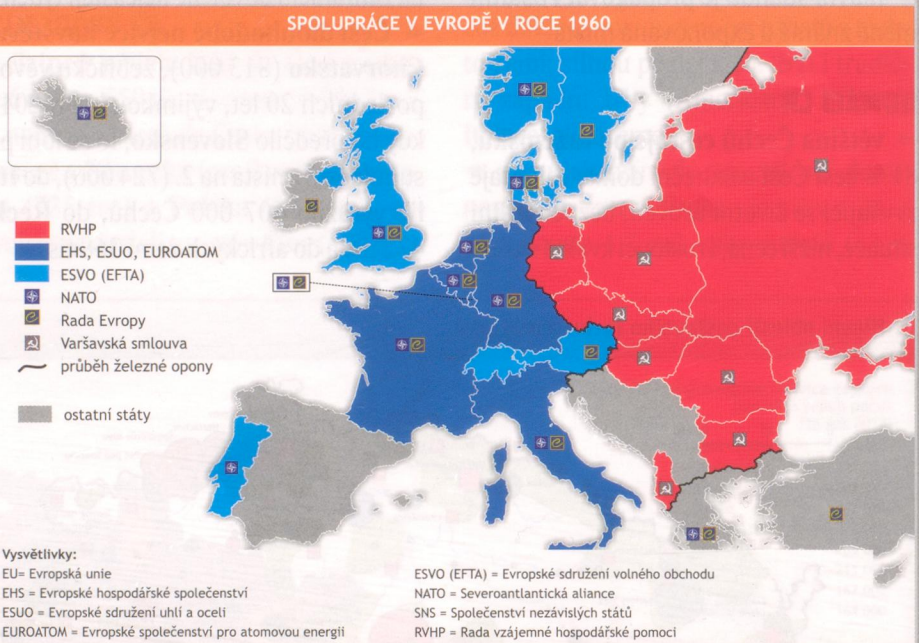 SPOLUPRÁCE V EVROPĚ V ROCE 1960
RVHP
EHS, ESUO, EUROATOM
ESVO (EFTA)
NATO
Rada Evropy
Varšavská smlouva
průběh železné opony
ostatní státy
Vysvětlivky:
EU= Evropská unie
EHS = Evropské hospodářské společenství
ESUO = Evropské sdružení uhlí a oceli
EUROATOM = Evropské společenství pro atomovou energii
ESVO (EFTA) = Evropské sdružení volného obchodu
NATO = Severoatlantická aliance
SNS = Společenství nezávislých států
RVHP = Rada vzájemné hospodářské pomoci